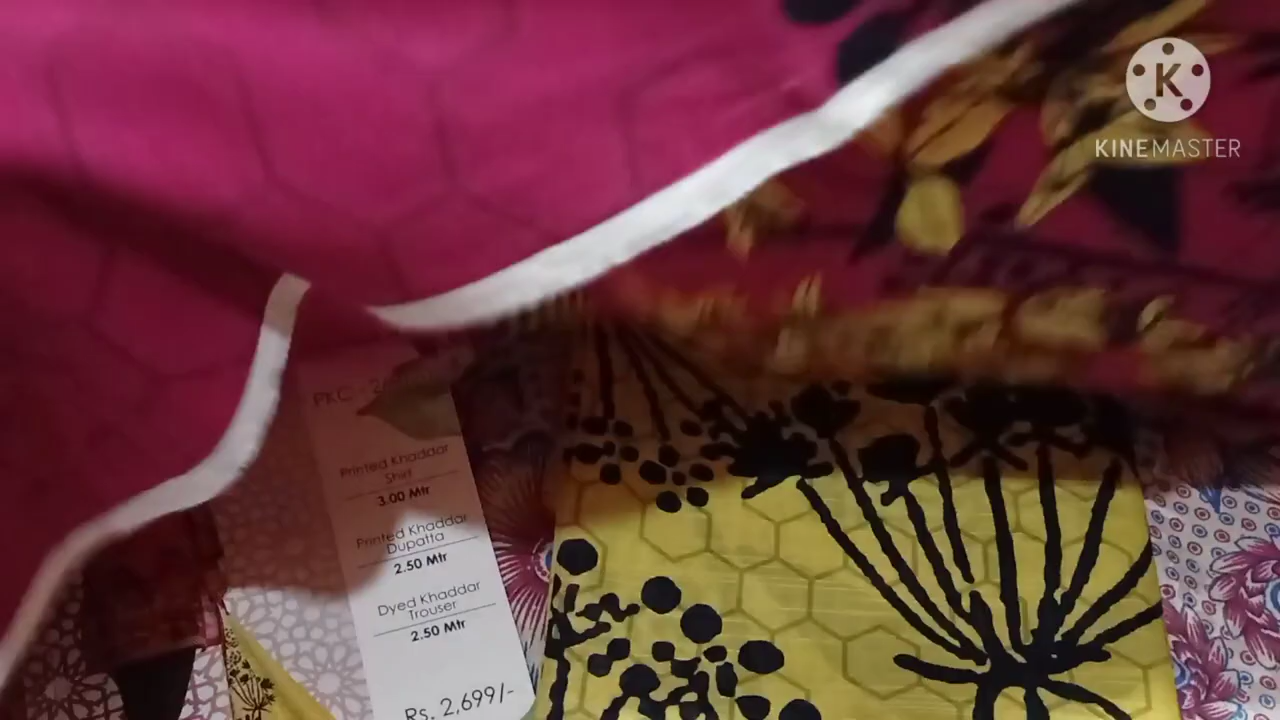 K
KINEMASTER
PKC
Printed Khaddar
Shirt
3.00 Mtr
Printed Khaddar
Dupatta
2.50 Mtr
Dyed Khaddar
Trouser
2.50 Mtr
Rs. 2,699/-